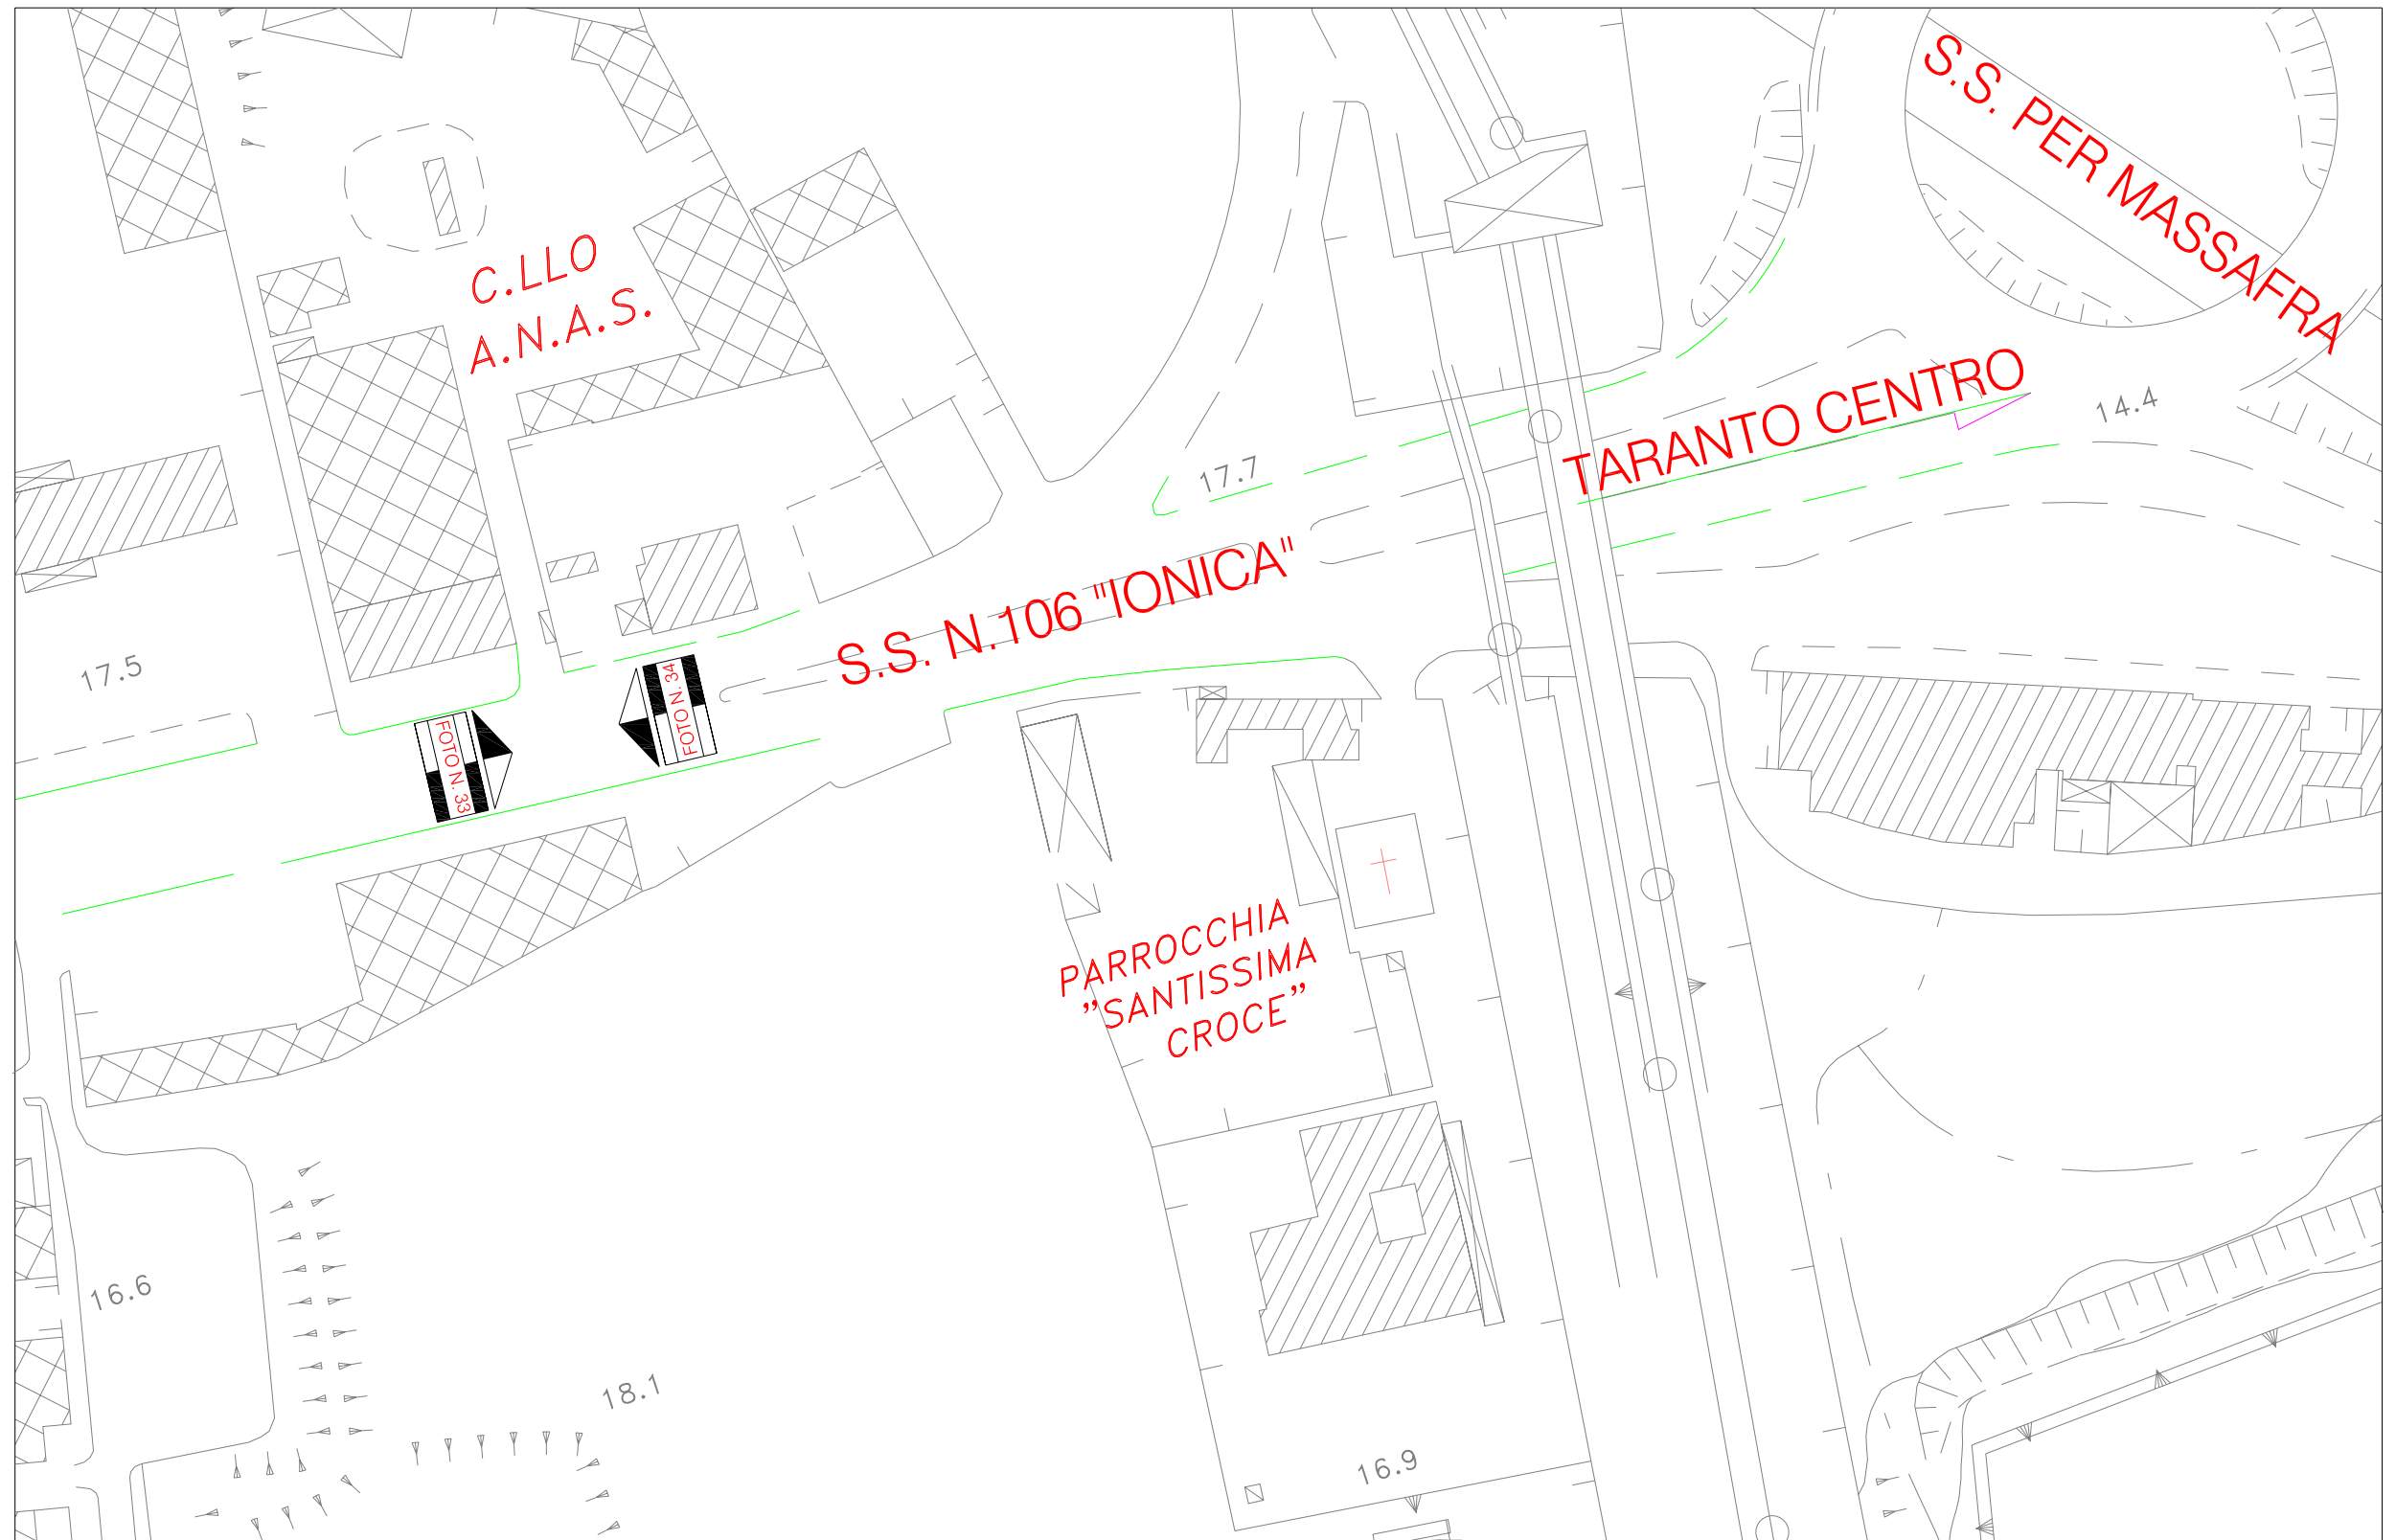 S.S. PER MASSAFRA
C.LLO
A.N.A.S.
TARANTO CENTRO
14.4
17.7
S.S. N.106 "IONICA"
17.5
FOTO N. 34
FOTO N. 33
PARROCCHIA
"SANTISSIMA
CROCE"
16.6
18.1
16.9